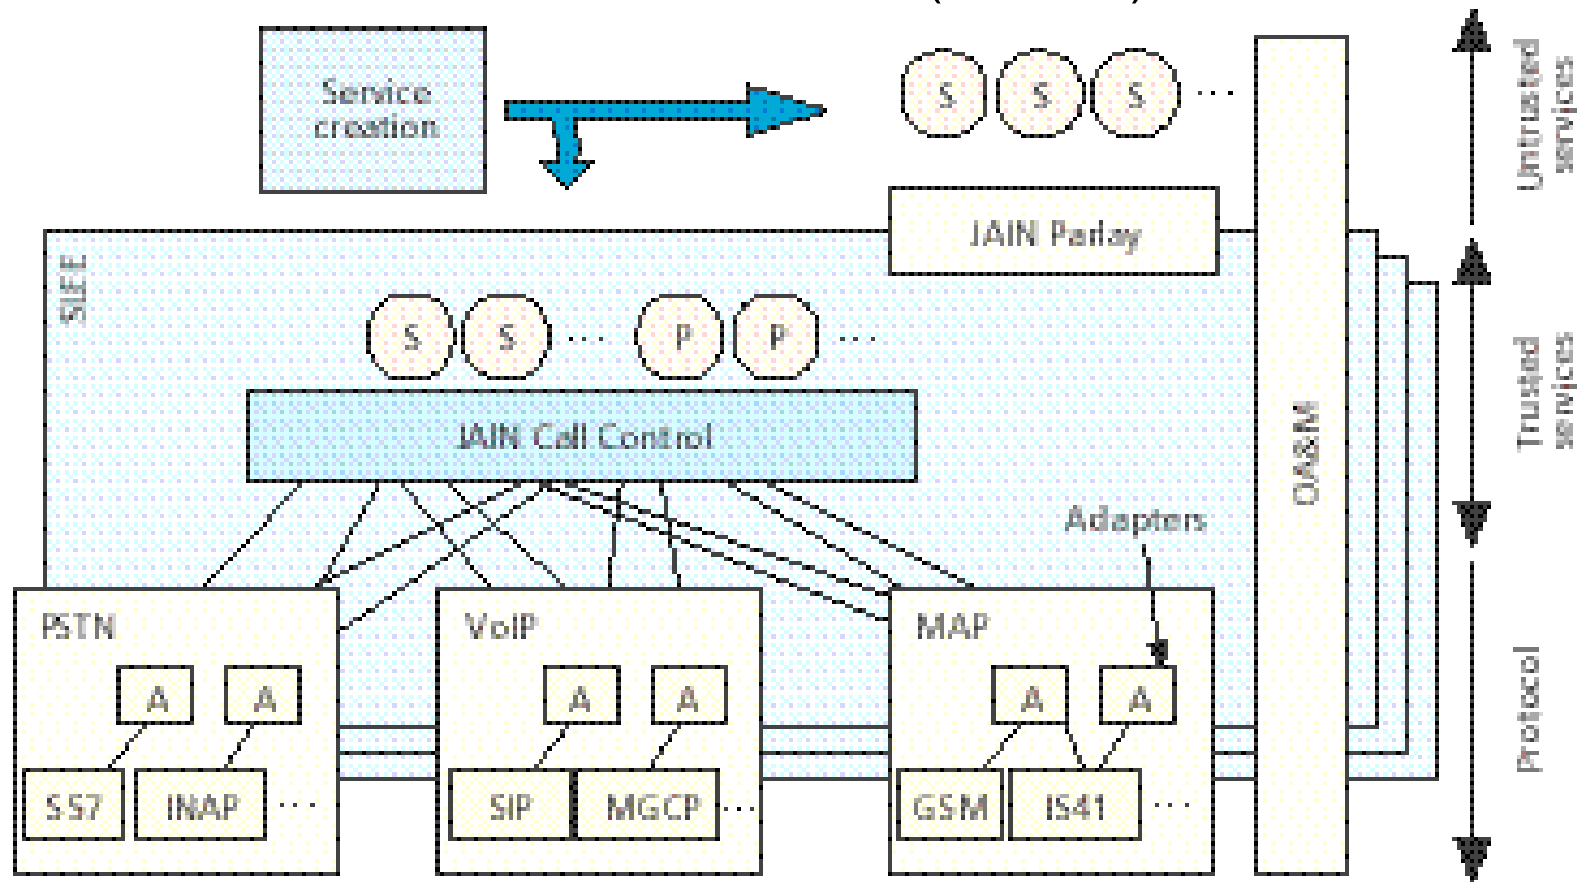 Service
creation
S S S ...
Untrusted
services
JAIN Parlay
SLEE
S S ... P P ...
Trusted
services
JAIN Call Control
OA&M
Adapters
PSTN
VoIP
MAP
A A
A A
A A
Protocol
SS7 INAP ...
SIP MGCP ...
GSM IS41 ...